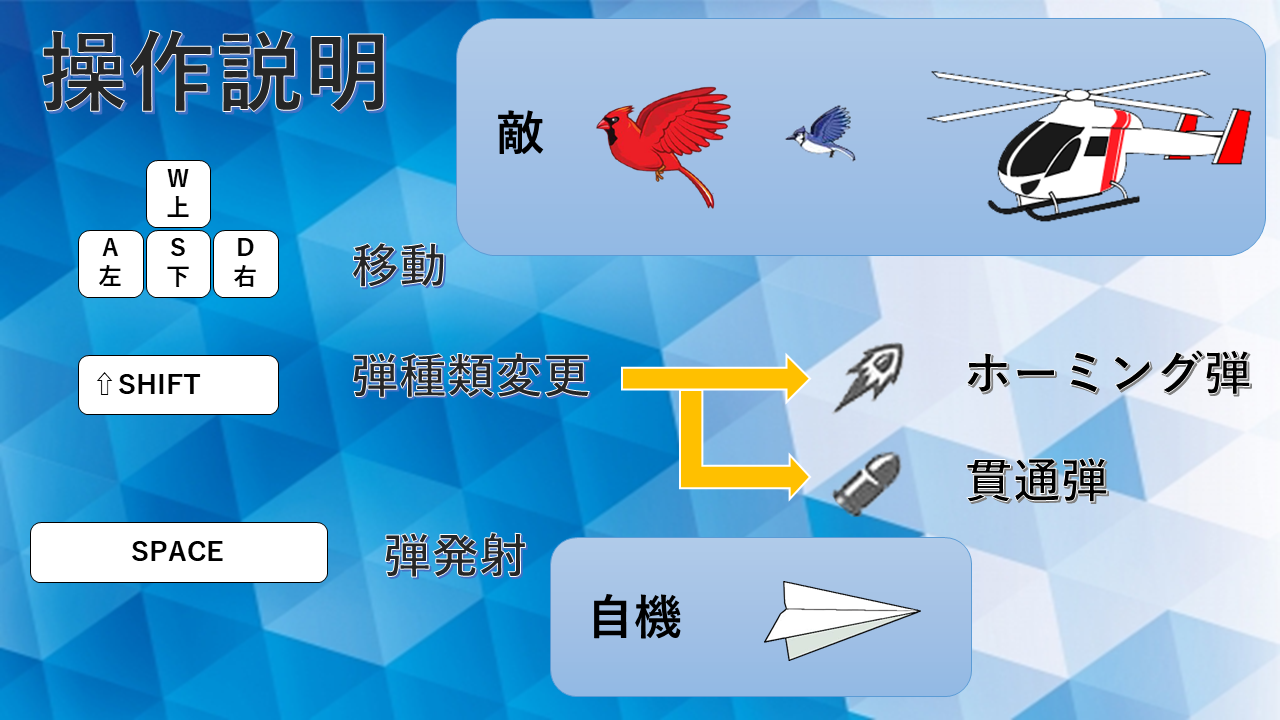 操作説明
敵
W
上
A
左
S
下
D
右
移動
⇧SHIFT
弾種類変更
ホーミング弾
貫通弾
SPACE
弾発射
自機